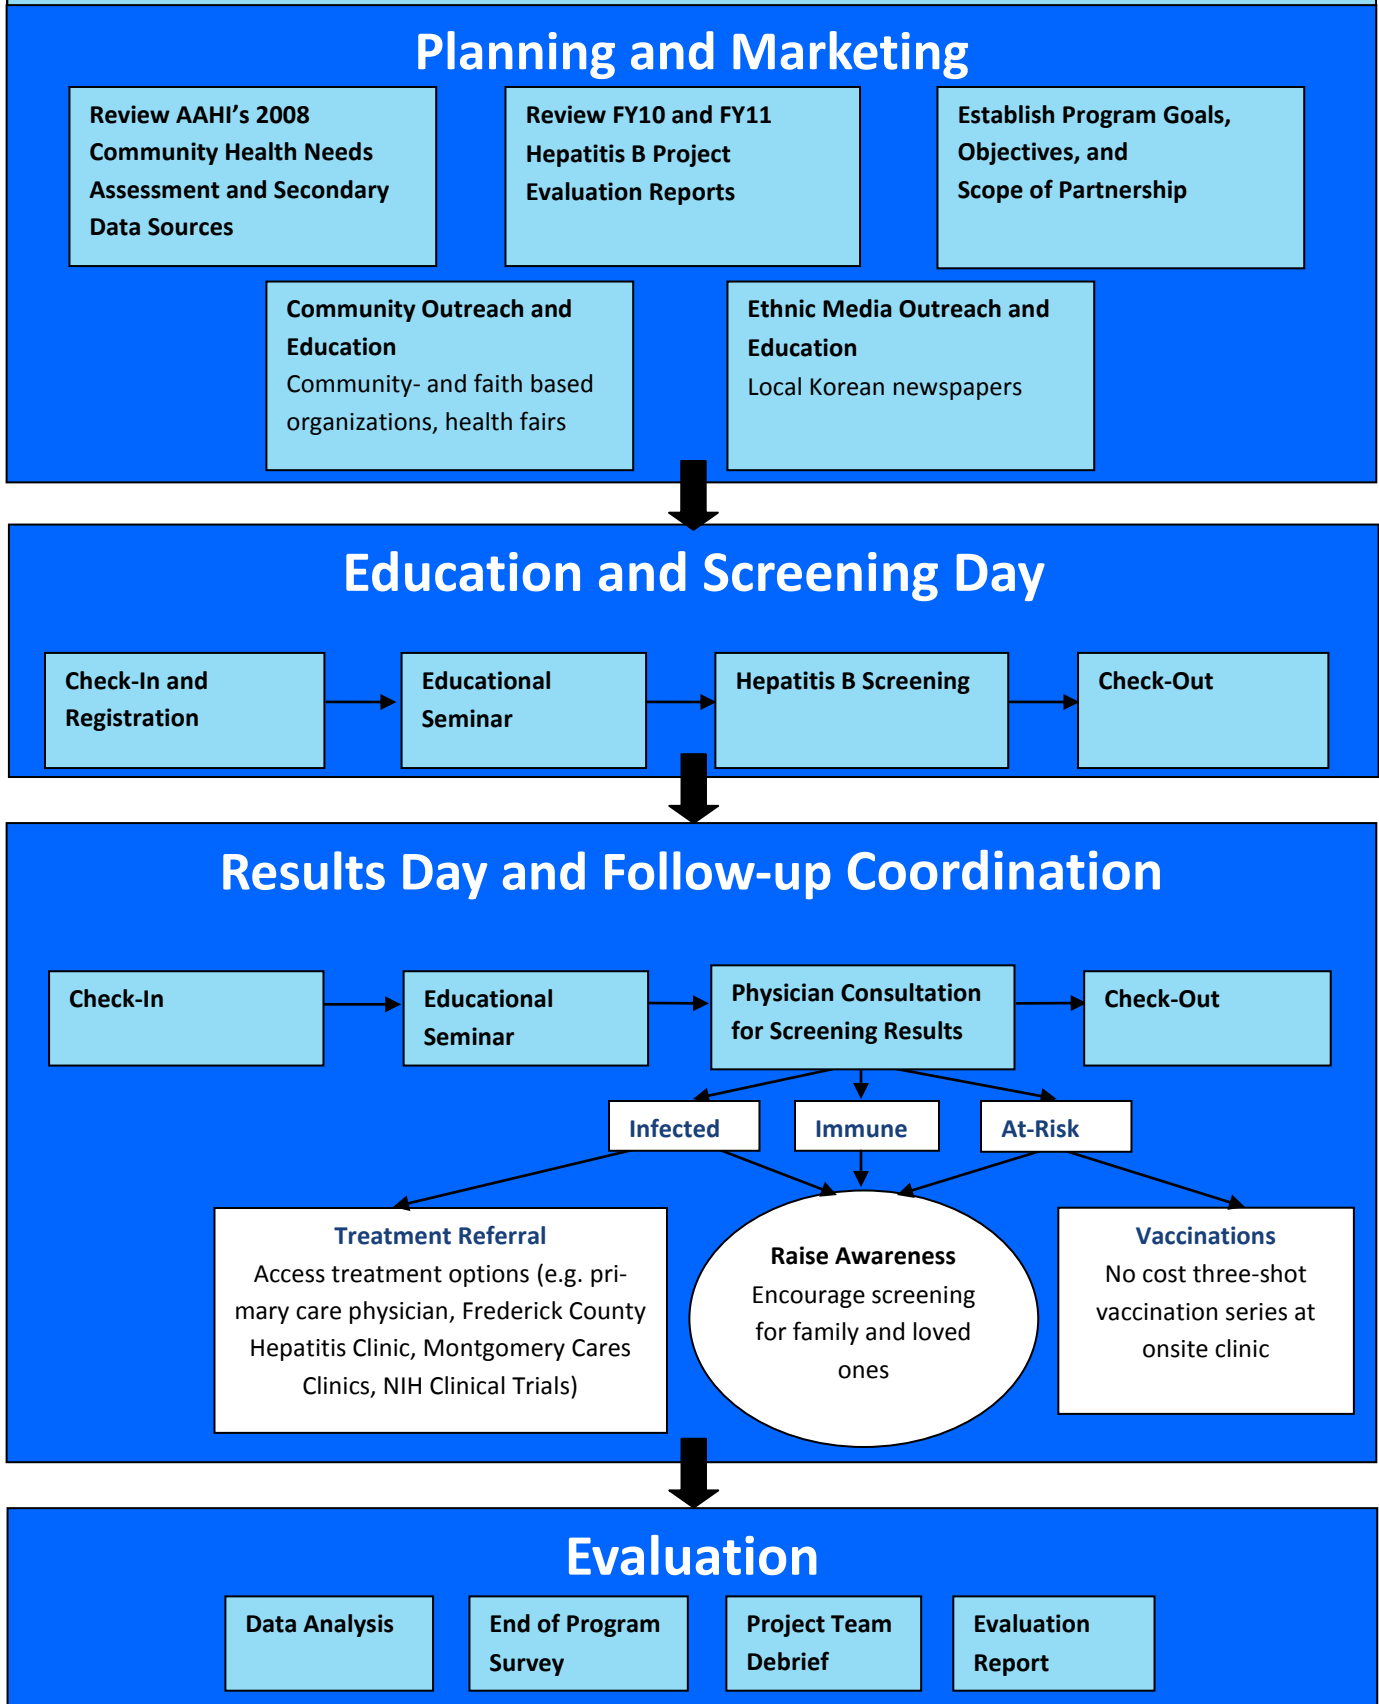 Planning and Marketing
Review AAHI’s 2008
Community Health Needs
Assessment and Secondary
Data Sources
Review FY10 and FY11
Hepatitis B Project
Evaluation Reports
Establish Program Goals,
Objectives, and
Scope of Partnership
Community Outreach and
Education
Community- and faith based
organizations, health fairs
Ethnic Media Outreach and
Education
Local Korean newspapers
Education and Screening Day
Check-In and
Registration
Educational
Seminar
Hepatitis B Screening
Check-Out
Results Day and Follow-up Coordination
Check-In
Educational
Seminar
Physician Consultation
for Screening Results
Check-Out
Infected
Immune
At-Risk
Treatment Referral
Access treatment options (e.g. pri-
mary care physician, Frederick County
Hepatitis Clinic, Montgomery Cares
Clinics, NIH Clinical Trials)
Raise Awareness
Encourage screening
for family and loved
ones
Vaccinations
No cost three-shot
vaccination series at
onsite clinic
Evaluation
Data Analysis
End of Program
Survey
Project Team
Debrief
Evaluation
Report